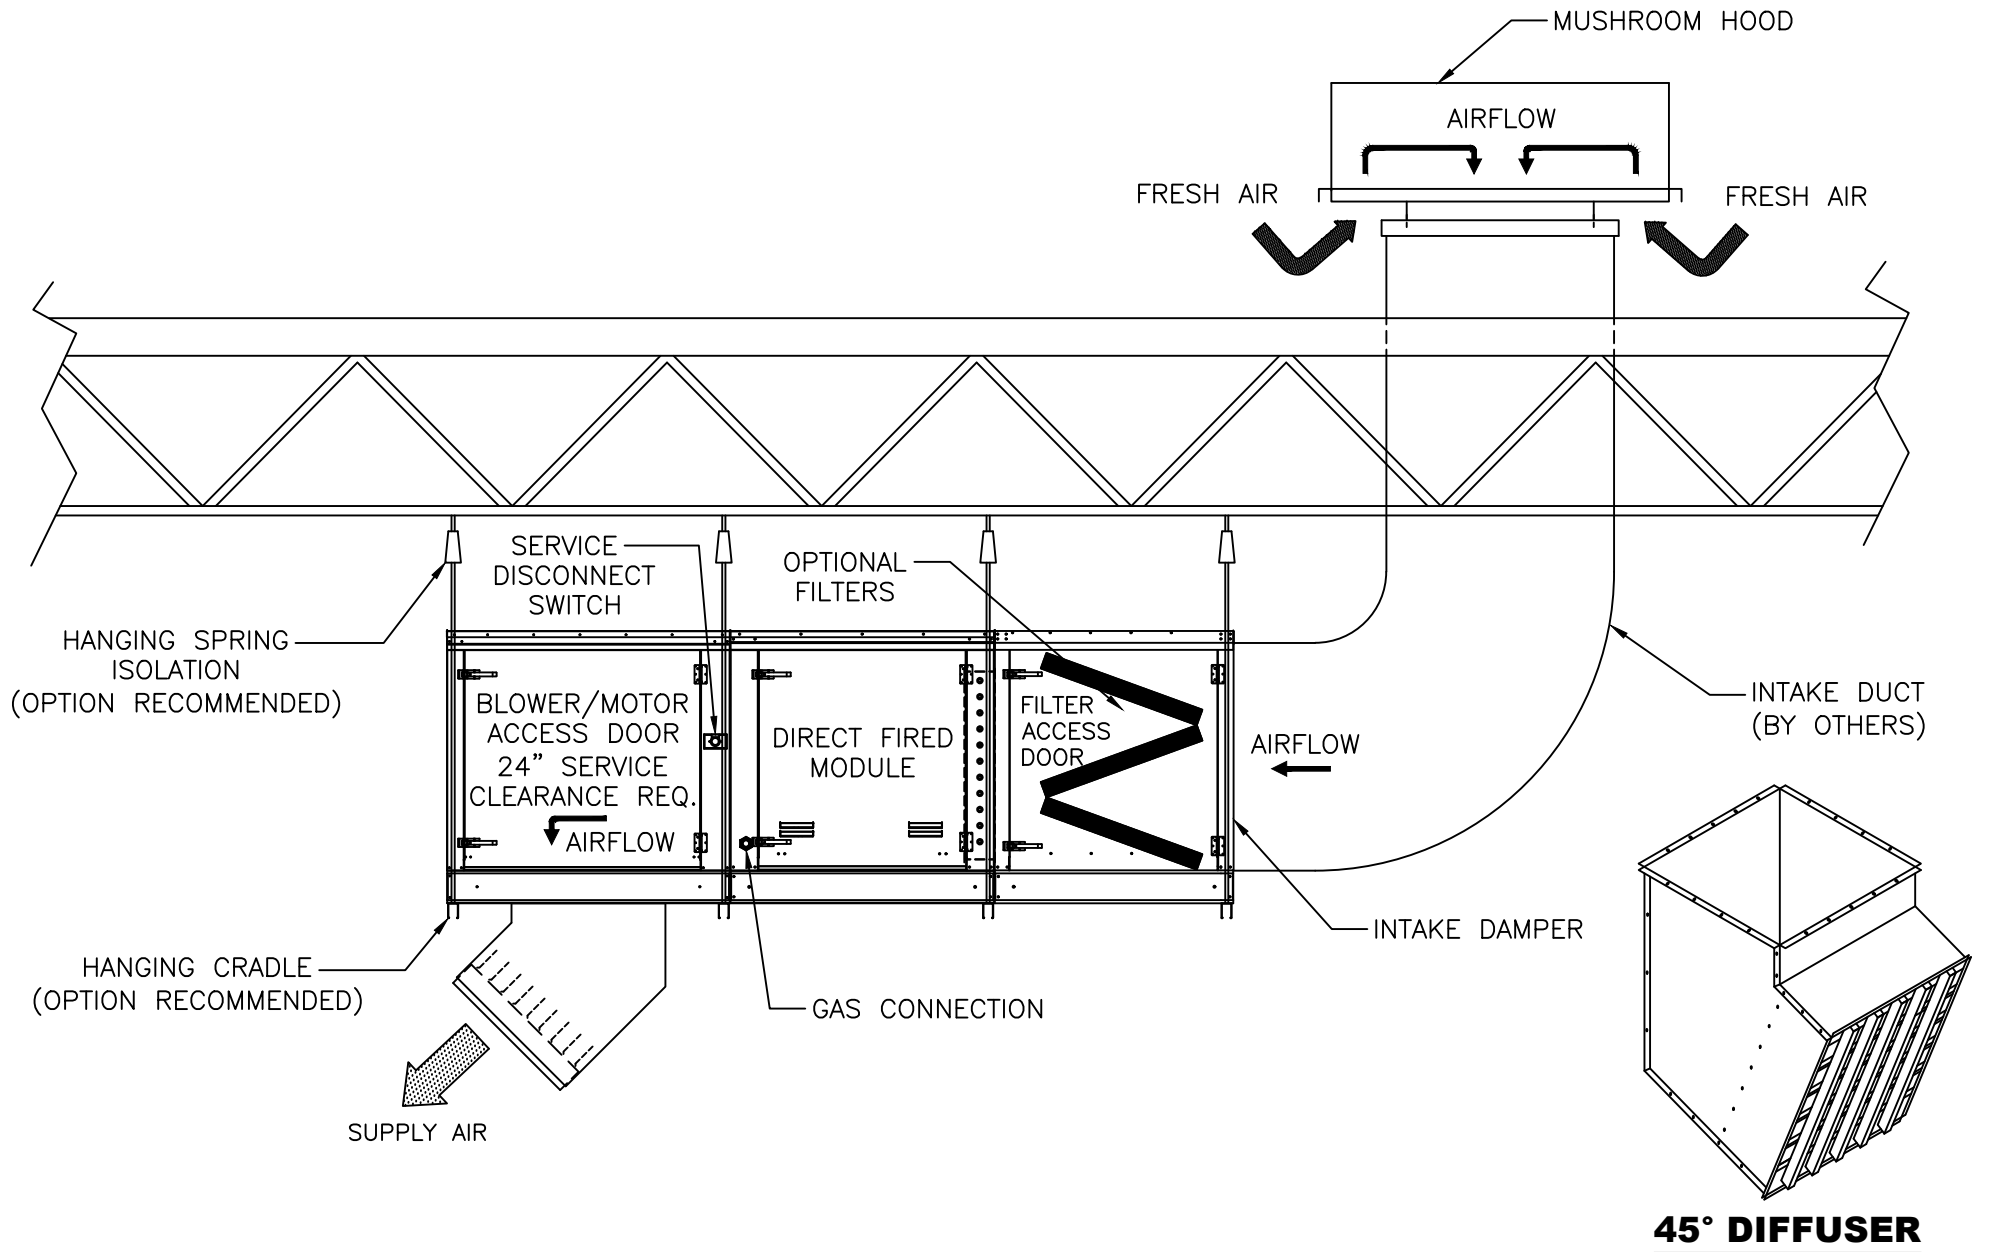 MUSHROOM HOOD
AIRFLOW
FRESH AIR
FRESH AIR
SERVICE
DISCONNECT
SWITCH
OPTIONAL
FILTERS
HANGING SPRING
ISOLATION
(OPTION RECOMMENDED)
BLOWER/MOTOR
ACCESS DOOR
24" SERVICE
CLEARANCE REQ.
AIRFLOW
DIRECT FIRED
MODULE
FILTER
ACCESS
DOOR
AIRFLOW
INTAKE DUCT
(BY OTHERS)
INTAKE DAMPER
HANGING CRADLE
(OPTION RECOMMENDED)
GAS CONNECTION
SUPPLY AIR
45° DIFFUSER